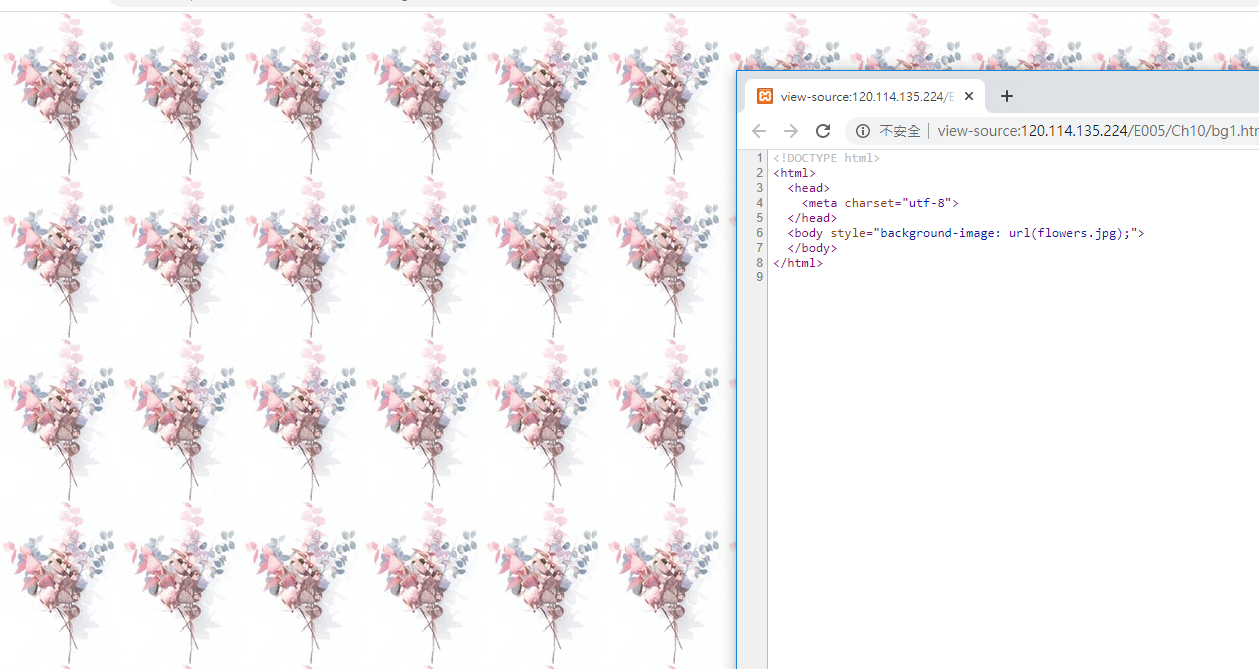 view-source:120.114.135.224/E
不安全 view-source:120.114.135.224/E005/Ch10/bg1.htm
1 <!DOCTYPE html>
2 <html>
3   <head>
4     <meta charset="utf-8">
5   </head>
6   <body style="background-image: url(flowers.jpg);">
7   </body>
8 </html>
9